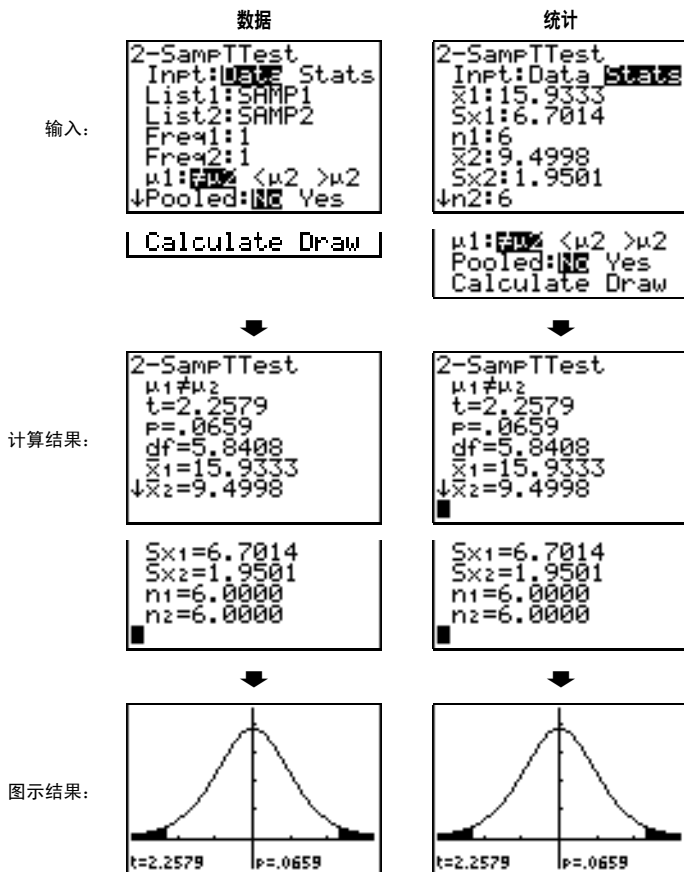 数据
2-SampTTest
Inpt:Data Stats
List1:SAMP1
List2:SAMP2
Freq1:1
Freq2:1
μ1:≠μ2 <μ2 >μ2
↓Pooled:No Yes
Calculate Draw
统计
2-SampTTest
Inpt:Data Stats
x̄1:15.9333
Sx1:6.7014
n1:6
x̄2:9.4998
Sx2:1.9501
↓n2:6
μ1:≠μ2 <μ2 >μ2
Pooled:No Yes
Calculate Draw
输入:
计算结果:
2-SampTTest
μ1≠μ2
t=2.2579
p=.0659
df=5.8408
x̄1=15.9333
↓x̄2=9.4998
Sx1=6.7014
Sx2=1.9501
n1=6.0000
n2=6.0000
2-SampTTest
μ1≠μ2
t=2.2579
p=.0659
df=5.8408
x̄1=15.9333
↓x̄2=9.4998
Sx1=6.7014
Sx2=1.9501
n1=6.0000
n2=6.0000
图示结果:
t=2.2579 p=.0659
t=2.2579 p=.0659